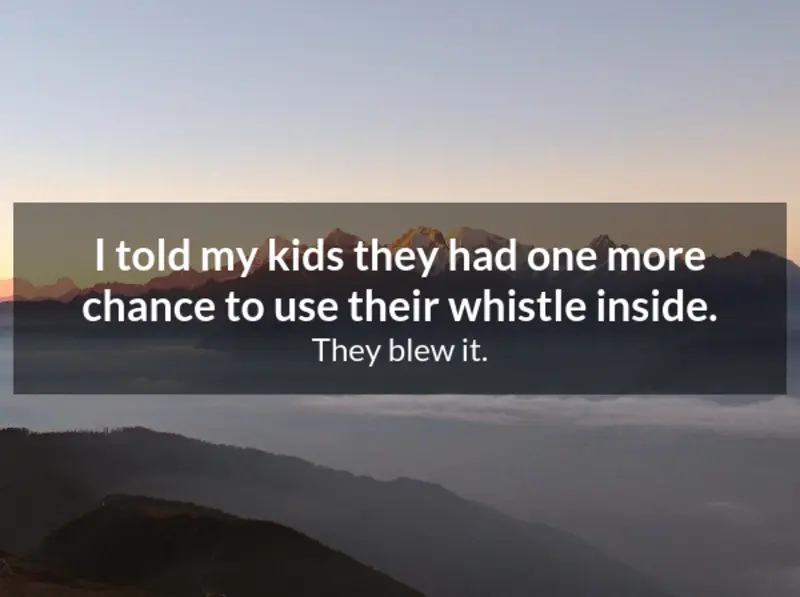 I told my kids they had one more
chance to use their whistle inside.
They blew it.